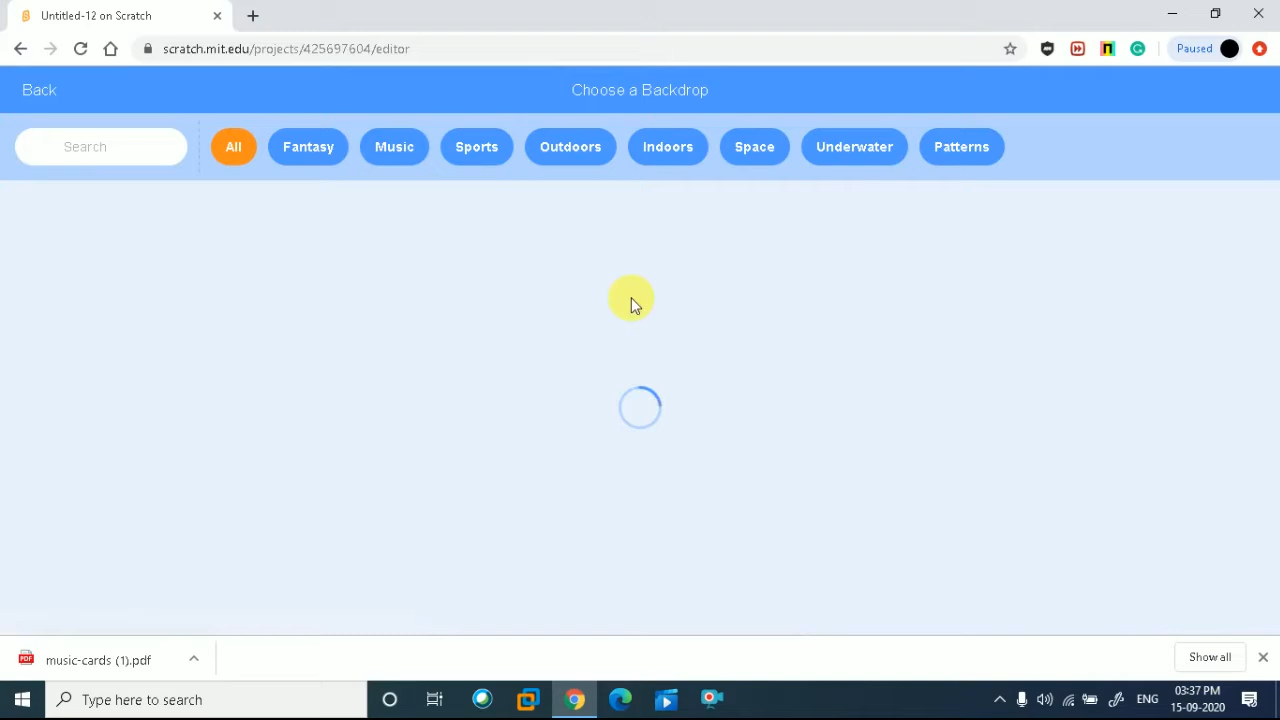 Untitled-12 on Scratch
scratch.mit.edu/projects/425697604/editor
Paused
Back
Choose a Backdrop
Search
All
Fantasy
Music
Sports
Outdoors
Indoors
Space
Underwater
Patterns
music-cards (1).pdf
Show all
Type here to search
ENG
03:37 PM
15-09-2020